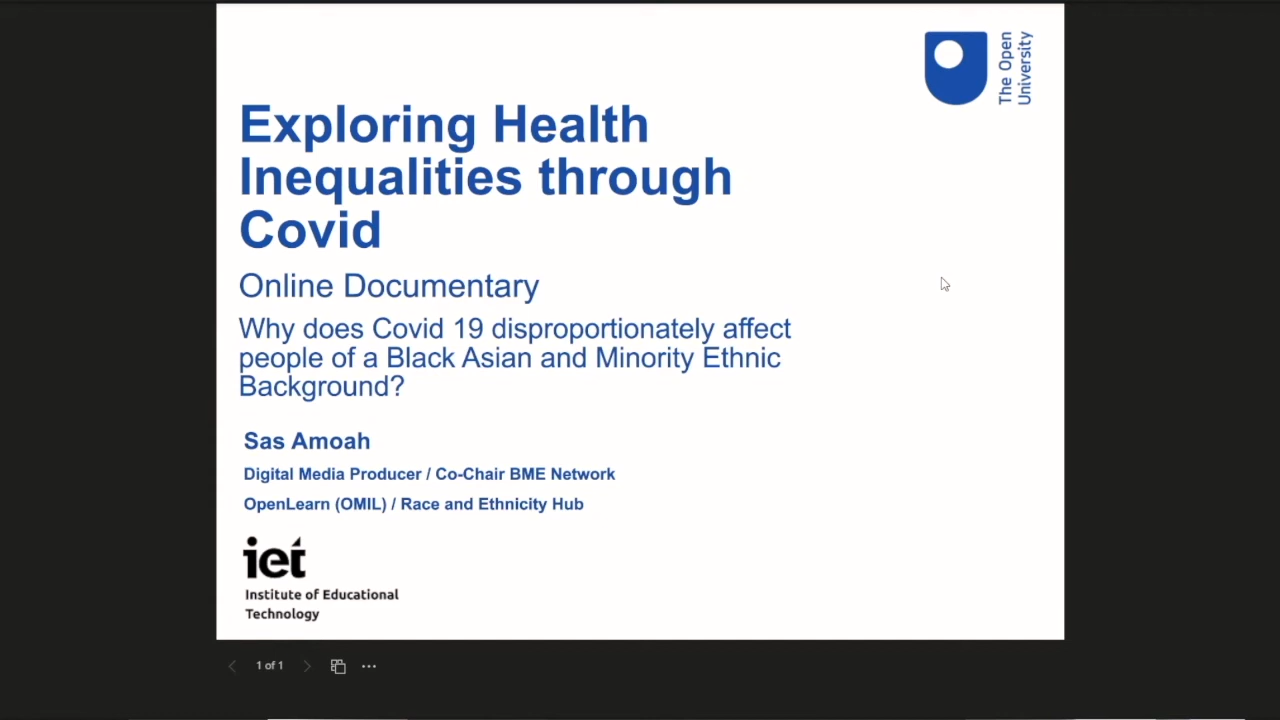 The Open
University
Exploring Health
Inequalities through
Covid
Online Documentary
Why does Covid 19 disproportionately affect
people of a Black Asian and Minority Ethnic
Background?
Sas Amoah
Digital Media Producer / Co-Chair BME Network
OpenLearn (OMIL) / Race and Ethnicity Hub
iet
Institute of Educational
Technology
1 of 1